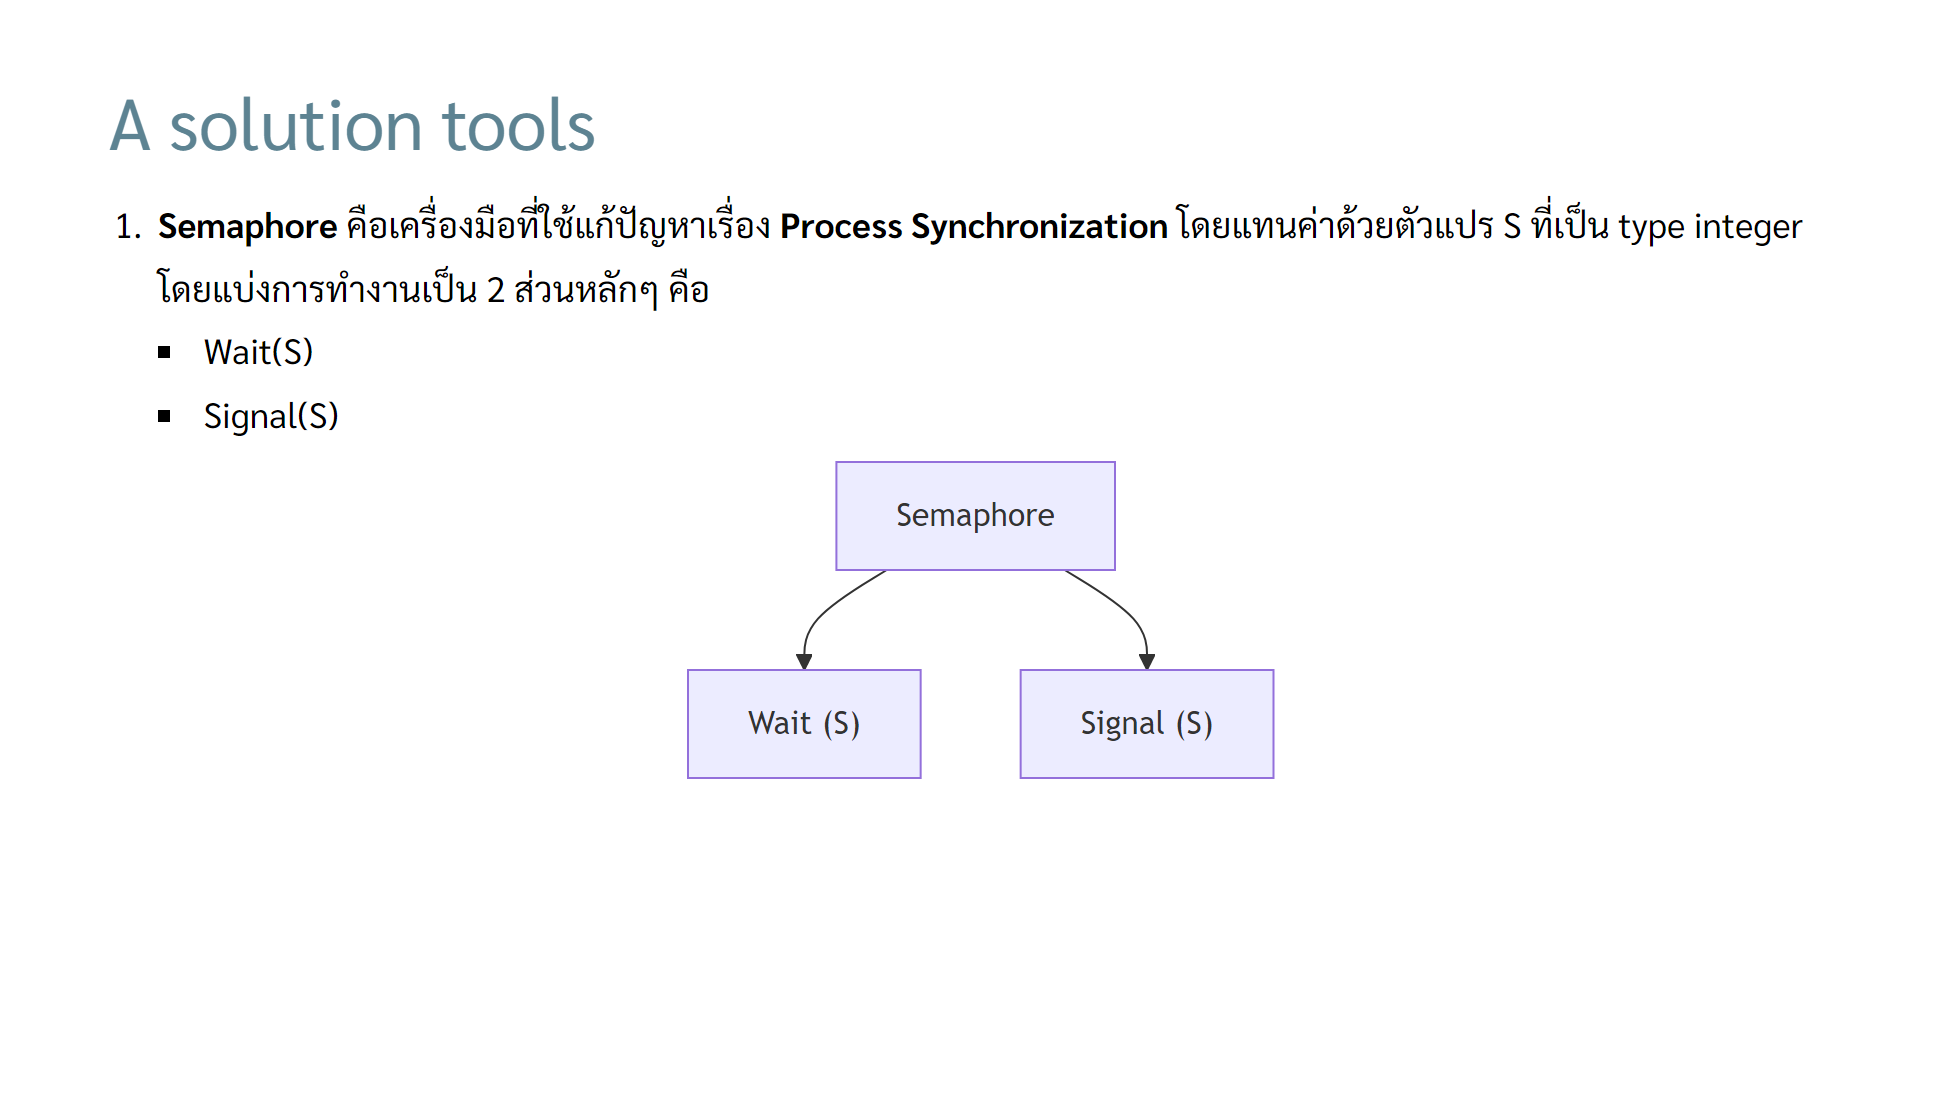 A solution tools
1. Semaphore คือเครื่องมือที่ใช้แก้ปัญหาเรื่อง Process Synchronization โดยแทนค่าด้วยตัวแปร S ที่เป็น type integer
โดยแบ่งการทำงานเป็น 2 ส่วนหลักๆ คือ
▪ Wait(S)
▪ Signal(S)
Semaphore
Wait (S)
Signal (S)